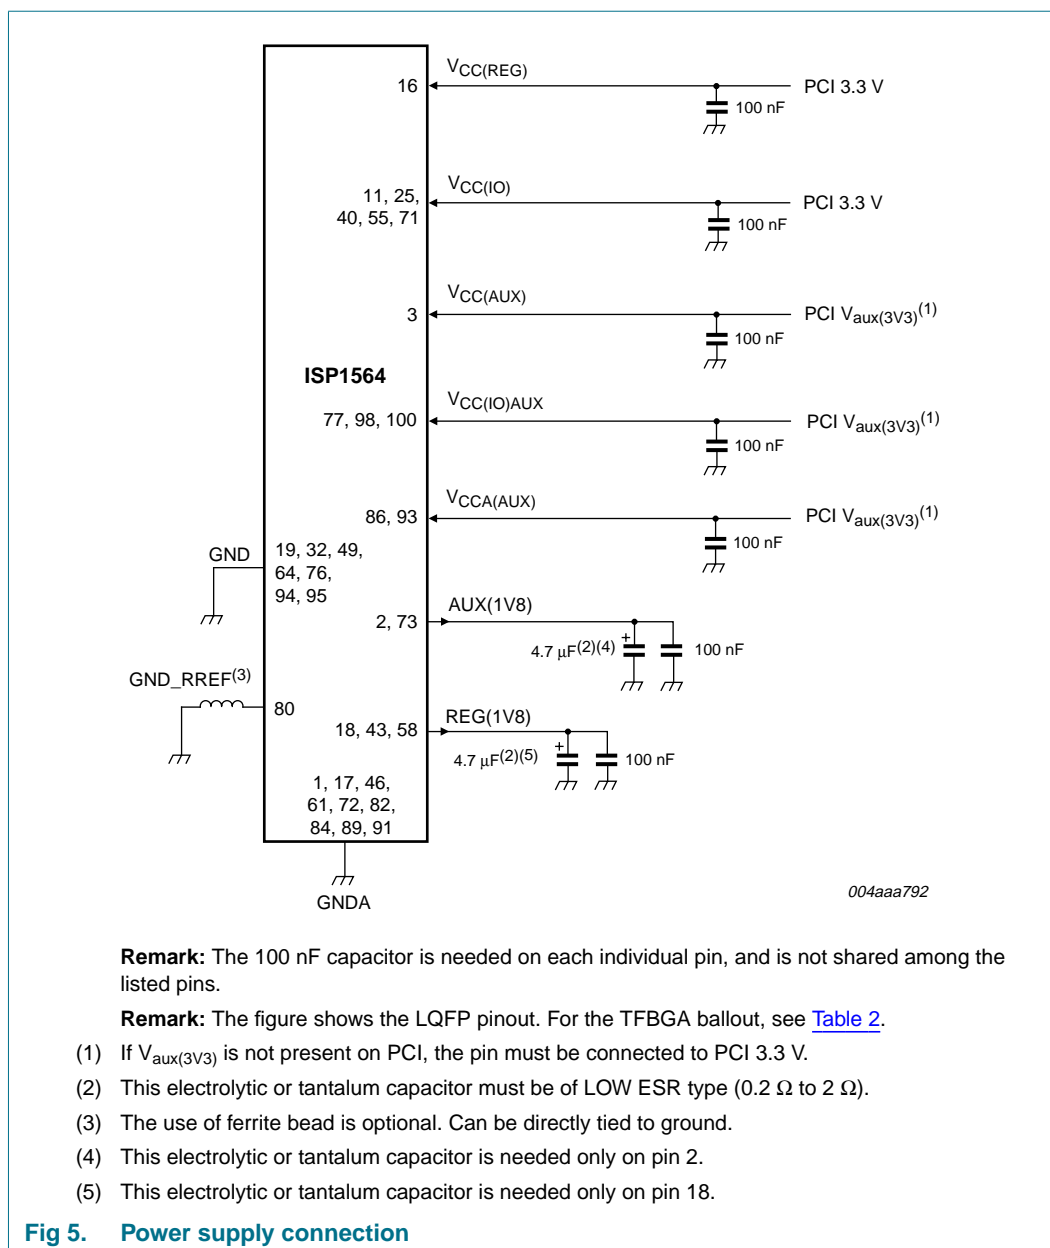 V_CC(REG)
16
PCI 3.3 V
100 nF
V_CC(IO)
11, 25,
40, 55, 71
PCI 3.3 V
100 nF
V_CC(AUX)
3
PCI V_aux(3V3)^(1)
100 nF
ISP1564
V_CC(IO)AUX
77, 98, 100
PCI V_aux(3V3)^(1)
100 nF
V_CCA(AUX)
86, 93
PCI V_aux(3V3)^(1)
100 nF
GND
19, 32, 49,
64, 76,
94, 95
AUX(1V8)
2, 73
+
4.7 μF(2)(4)
100 nF
GND_RREF(3)
80
REG(1V8)
18, 43, 58
+
4.7 μF(2)(5)
100 nF
1, 17, 46,
61, 72, 82,
84, 89, 91
GNDA
004aaa792
Remark: The 100 nF capacitor is needed on each individual pin, and is not shared among the
listed pins.
Remark: The figure shows the LQFP pinout. For the TFBGA ballout, see Table 2.
(1) If V_aux(3V3) is not present on PCI, the pin must be connected to PCI 3.3 V.
(2) This electrolytic or tantalum capacitor must be of LOW ESR type (0.2 Ω to 2 Ω).
(3) The use of ferrite bead is optional. Can be directly tied to ground.
(4) This electrolytic or tantalum capacitor is needed only on pin 2.
(5) This electrolytic or tantalum capacitor is needed only on pin 18.
Fig 5. Power supply connection